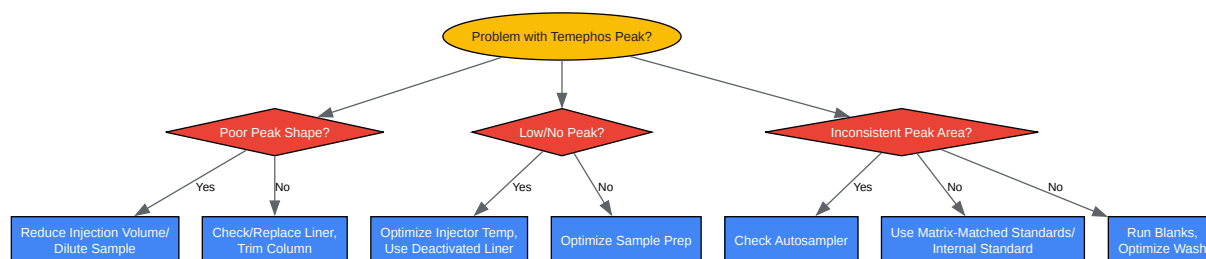 Problem with Temephos Peak?
Poor Peak Shape?
Low/No Peak?
Inconsistent Peak Area?
Yes
No
Yes
No
Yes
No
No
Reduce Injection Volume/
Dilute Sample
Check/Replace Liner,
Trim Column
Optimize Injector Temp,
Use Deactivated Liner
Optimize Sample Prep
Check Autosampler
Use Matrix-Matched Standards/
Internal Standard
Run Blanks,
Optimize Wash